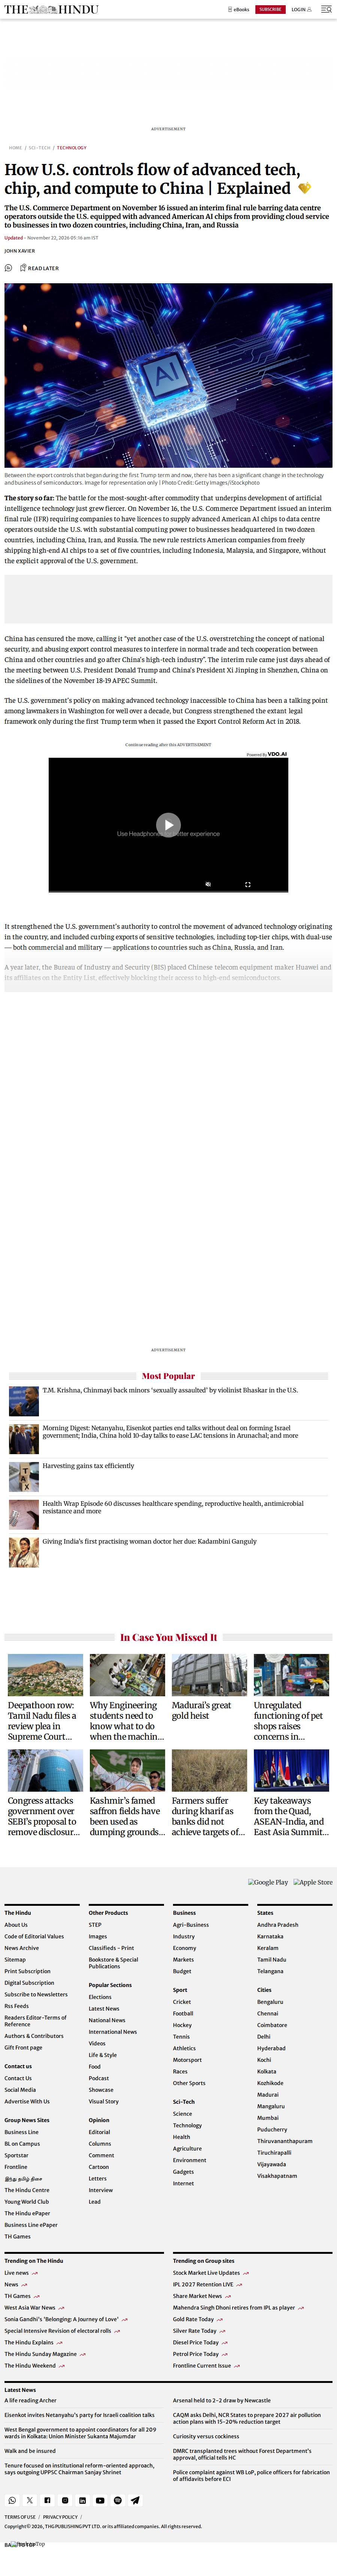 THE HINDU
eBooks
SUBSCRIBE
LOGIN
ADVERTISEMENT
HOME / SCI-TECH / TECHNOLOGY
How U.S. controls flow of advanced tech,
chip, and compute to China | Explained
The U.S. Commerce Department on November 16 issued an interim final rule barring data centre
operators outside the U.S. equipped with advanced American AI chips from providing cloud service
to businesses in two dozen countries, including China, Iran, and Russia
Updated - November 22, 2026 05:16 am IST
JOHN XAVIER
READ LATER
Between the export controls that began during the first Trump term and now, there has been a significant change in the technology
and business of semiconductors. Image for representation only | Photo Credit: Getty Images/iStockphoto
The story so far: The battle for the most-sought-after commodity that undergirds the production and diffusion of artificial
intelligence technology just grew fiercer. On November 16, the U.S. Commerce Department issued an interim
final rule (IFR) requiring companies to have licences to supply advanced American AI chips to data centre
operators outside the U.S. with substantial computing power to businesses headquartered in two dozen
countries, including China, Iran, and Russia. The new rule restricts American companies from freely
shipping high-end AI chips to a set of five countries, including Indonesia, Malaysia, and Singapore, without
the explicit approval of the U.S. government.
China has censured the move, calling it "yet another case of the U.S. overstretching the concept of national
security, and abusing export control measures to interfere in normal trade and tech cooperation between
China and other countries and go after China's high-tech industry". The interim rule came just days ahead of
the meeting between U.S. President Donald Trump and China's President Xi Jinping in Shenzhen, China on
the sidelines of the November 18-19 APEC Summit.
The U.S. government's policy on making advanced technology inaccessible to China has been a talking point
among lawmakers in Washington for well over a decade, but Congress strengthened the extant legal
framework only during the first Trump term when it passed the Export Control Reform Act in 2018.
Continue reading after this ADVERTISEMENT
Powered By VDO.AI
Use Headphones for better experience
It strengthened the U.S. government's authority to control the movement of advanced technology originating
in the country, and included curbing exports of sensitive technologies, including top-tier chips, with dual-use
— both commercial and military — applications to countries such as China, Russia, and Iran.
A year later, the Bureau of Industry and Security (BIS) placed Chinese telecom equipment maker Huawei and
its affiliates on the Entity List, effectively blocking their access to high-end semiconductors.
ADVERTISEMENT
Most Popular
T.M. Krishna, Chinmayi back minors 'sexually assaulted' by violinist Bhaskar in the U.S.
Morning Digest: Netanyahu, Eisenkot parties end talks without deal on forming Israel
government; India, China hold 10-day talks to ease LAC tensions in Arunachal; and more
Harvesting gains tax efficiently
Health Wrap Episode 60 discusses healthcare spending, reproductive health, antimicrobial
resistance and more
Giving India's first practising woman doctor her due: Kadambini Ganguly
In Case You Missed It
Deepathoon row:
Tamil Nadu files a
review plea in
Supreme Court...
Why Engineering
students need to
know what to do
when the machin...
Madurai's great
gold heist
Unregulated
functioning of pet
shops raises
concerns in...
Congress attacks
government over
SEBI's proposal to
remove disclosur...
Kashmir's famed
saffron fields have
been used as
dumping grounds...
Farmers suffer
during kharif as
banks did not
achieve targets of...
Key takeaways
from the Quad,
ASEAN-India, and
East Asia Summit...
Google Play
Apple Store
The Hindu
About Us
Code of Editorial Values
News Archive
Sitemap
Print Subscription
Digital Subscription
Subscribe to Newsletters
Rss Feeds
Readers Editor-Terms of
Reference
Authors & Contributors
Gift Front page
Contact us
Contact Us
Social Media
Advertise With Us
Group News Sites
Business Line
BL on Campus
Sportstar
Frontline
இந்து தமிழ் திசை
The Hindu Centre
Young World Club
The Hindu ePaper
Business Line ePaper
TH Games
Other Products
STEP
Images
Classifieds - Print
Bookstore & Special
Publications
Popular Sections
Elections
Latest News
National News
International News
Videos
Life & Style
Food
Podcast
Showcase
Visual Story
Opinion
Editorial
Columns
Comment
Cartoon
Letters
Interview
Lead
Business
Agri-Business
Industry
Economy
Markets
Budget
Sport
Cricket
Football
Hockey
Tennis
Athletics
Motorsport
Races
Other Sports
Sci-Tech
Science
Technology
Health
Agriculture
Environment
Gadgets
Internet
States
Andhra Pradesh
Karnataka
Keralam
Tamil Nadu
Telangana
Cities
Bengaluru
Chennai
Coimbatore
Delhi
Hyderabad
Kochi
Kolkata
Kozhikode
Madurai
Mangaluru
Mumbai
Puducherry
Thiruvananthapuram
Tiruchirapalli
Vijayawada
Visakhapatnam
Trending on The Hindu
Live news
News
TH Games
West Asia War News
Sonia Gandhi's 'Belonging: A Journey of Love'
Special Intensive Revision of electoral rolls
The Hindu Explains
The Hindu Sunday Magazine
The Hindu Weekend
Trending on Group sites
Stock Market Live Updates
IPL 2027 Retention LIVE
Share Market News
Mahendra Singh Dhoni retires from IPL as player
Gold Rate Today
Silver Rate Today
Diesel Price Today
Petrol Price Today
Frontline Current Issue
Latest News
A life reading Archer
Arsenal held to 2-2 draw by Newcastle
Eisenkot invites Netanyahu's party for Israeli coalition talks
CAQM asks Delhi, NCR States to prepare 2027 air pollution
action plans with 15-20% reduction target
West Bengal government to appoint coordinators for all 209
wards in Kolkata: Union Minister Sukanta Majumdar
Curiosity versus cockiness
Walk and be insured
DMRC transplanted trees without Forest Department's
approval, official tells HC
Tenure focused on institutional reform-oriented approach,
says outgoing UPPSC Chairman Sanjay Shrinet
Police complaint against WB LoP, police officers for fabrication
of affidavits before ECI
TERMS OF USE / PRIVACY POLICY /
Copyright© 2026, THG PUBLISHING PVT LTD. or its affiliated companies. All rights reserved.
BACK TO TOP